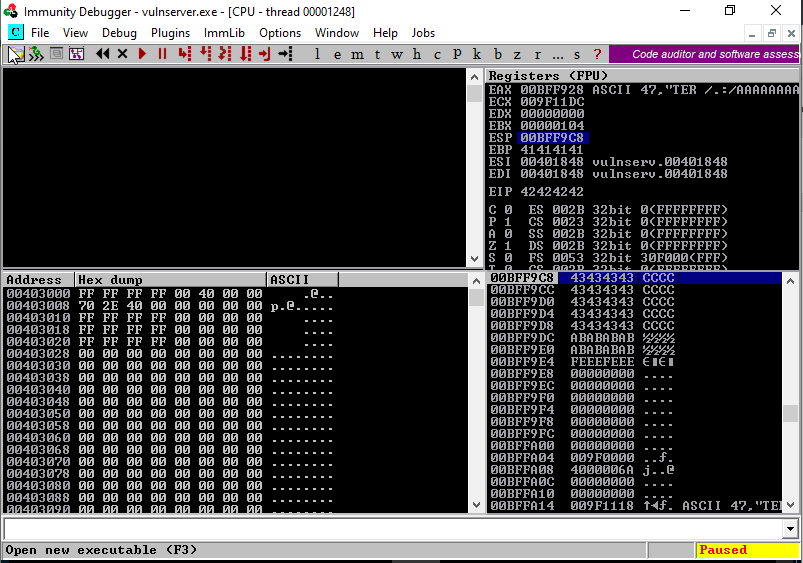 Immunity Debugger - vulnserver.exe - [CPU - thread 00001248]
C File View Debug Plugins ImmLib Options Window Help Jobs
l e m t w h c P k b z r ... s ? Code auditor and software assess
Registers (FPU)
EAX 00BFF928 ASCII 47,"TER /.:/AAAAAAAA
ECX 009F11DC
EDX 00000000
EBX 00000104
ESP 00BFF9C8
EBP 41414141
ESI 00401848 vulnserv.00401848
EDI 00401848 vulnserv.00401848
EIP 42424242
C 0 ES 002B 32bit 0(FFFFFFFF)
P 1 CS 0023 32bit 0(FFFFFFFF)
A 0 SS 002B 32bit 0(FFFFFFFF)
Z 1 DS 002B 32bit 0(FFFFFFFF)
S 0 FS 0053 32bit 30F000(FFF)
Address Hex dump ASCII
00403000 FF FF FF FF 00 40 00 00 .@..
00403008 70 2E 40 00 00 00 00 00 p.@.....
00403010 FF FF FF FF 00 00 00 00 ....
00403018 FF FF FF FF 00 00 00 00 ....
00403020 FF FF FF FF 00 00 00 00 ....
00403028 00 00 00 00 00 00 00 00 ........
00403030 00 00 00 00 00 00 00 00 ........
00403038 00 00 00 00 00 00 00 00 ........
00403040 00 00 00 00 00 00 00 00 ........
00403048 00 00 00 00 00 00 00 00 ........
00403050 00 00 00 00 00 00 00 00 ........
00403058 00 00 00 00 00 00 00 00 ........
00403060 00 00 00 00 00 00 00 00 ........
00403068 00 00 00 00 00 00 00 00 ........
00403070 00 00 00 00 00 00 00 00 ........
00403078 00 00 00 00 00 00 00 00 ........
00403080 00 00 00 00 00 00 00 00 ........
00403088 00 00 00 00 00 00 00 00 ........
00403090 00 00 00 00 00 00 00 00 ........
00BFF9C8 43434343 CCCC
00BFF9CC 43434343 CCCC
00BFF9D0 43434343 CCCC
00BFF9D4 43434343 CCCC
00BFF9D8 43434343 CCCC
00BFF9DC ABABABAB ½½½½
00BFF9E0 ABABABAB ½½½½
00BFF9E4 FEEEFEEE
00BFF9E8 00000000 ....
00BFF9EC 00000000 ....
00BFF9F0 00000000 ....
00BFF9F4 00000000 ....
00BFF9F8 00000000 ....
00BFF9FC 00000000 ....
00BFFA00 00000000 ....
00BFFA04 009F0000 ..ƒ.
00BFFA08 4000006A j..@
00BFFA0C 00000000 ....
00BFFA10 00000000 ....
00BFFA14 009F1118 ↑◄ƒ. ASCII 47,"TE
Open new executable (F3)
Paused